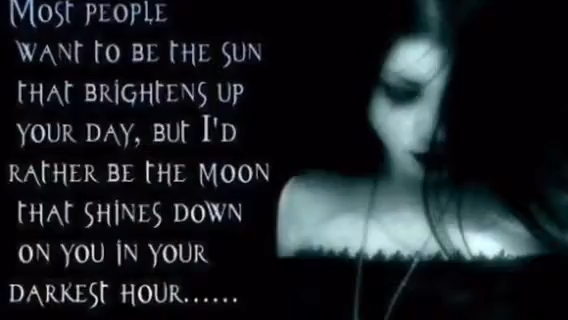 Most people
want to be the sun
that brightens up
your day, but I'd
rather be the moon
that shines down
on you in your
darkest hour......